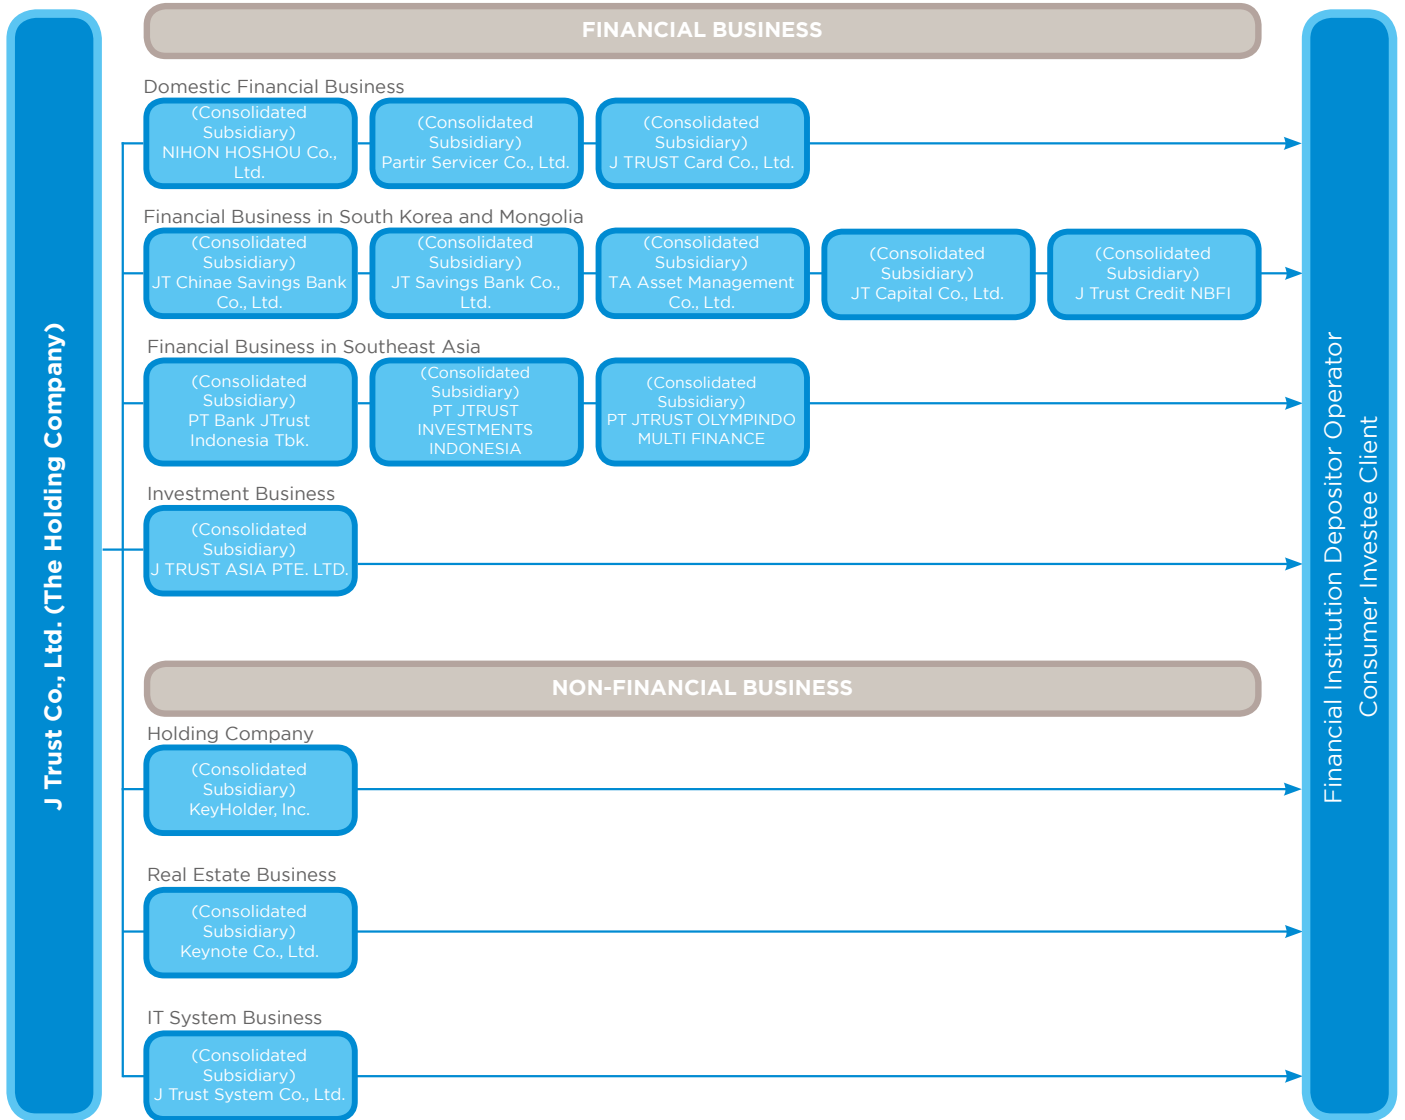 J Trust Co., Ltd. (The Holding Company)
FINANCIAL BUSINESS
Domestic Financial Business
(Consolidated
Subsidiary)
NIHON HOSHOU Co.,
Ltd.
(Consolidated
Subsidiary)
Partir Servicer Co., Ltd.
(Consolidated
Subsidiary)
J TRUST Card Co., Ltd.
Financial Business in South Korea and Mongolia
(Consolidated
Subsidiary)
JT Chinae Savings Bank
Co., Ltd.
(Consolidated
Subsidiary)
JT Savings Bank Co.,
Ltd.
(Consolidated
Subsidiary)
TA Asset Management
Co., Ltd.
(Consolidated
Subsidiary)
JT Capital Co., Ltd.
(Consolidated
Subsidiary)
J Trust Credit NBFI
Financial Business in Southeast Asia
(Consolidated
Subsidiary)
PT Bank JTrust
Indonesia Tbk.
(Consolidated
Subsidiary)
PT JTRUST
INVESTMENTS
INDONESIA
(Consolidated
Subsidiary)
PT JTRUST OLYMPINDO
MULTI FINANCE
Investment Business
(Consolidated
Subsidiary)
J TRUST ASIA PTE. LTD.
NON-FINANCIAL BUSINESS
Holding Company
(Consolidated
Subsidiary)
KeyHolder, Inc.
Real Estate Business
(Consolidated
Subsidiary)
Keynote Co., Ltd.
IT System Business
(Consolidated
Subsidiary)
J Trust System Co., Ltd.
Financial Institution Depositor Operator
Consumer Investee Client